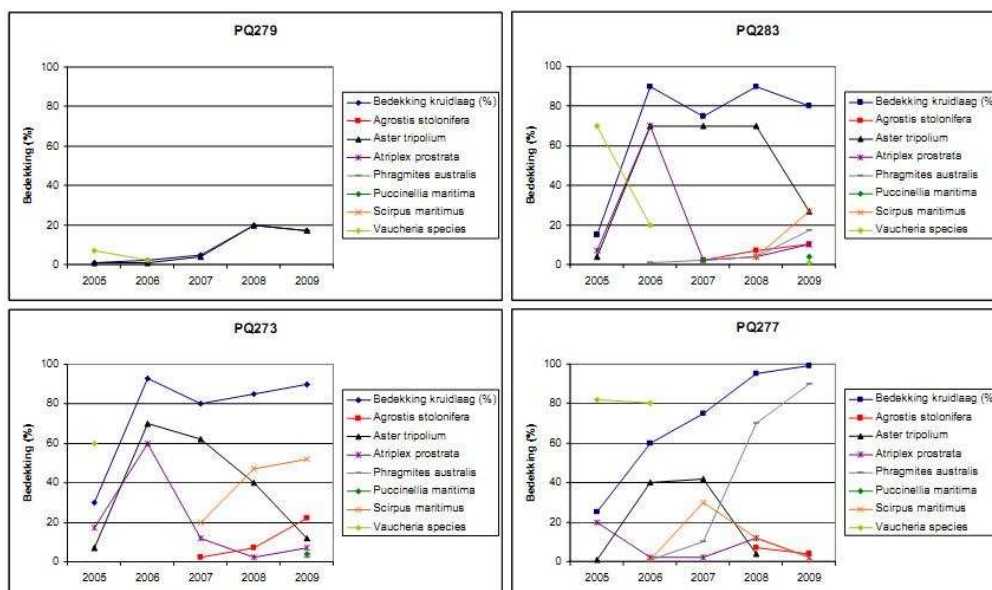 PQ279
100
80
60
40
20
0
Bedekking (%)
2005 2006 2007 2008 2009
Bedekking kruidlaag (%)
Agrostis stolonifera
Aster tripolium
Atriplex prostrata
Phragmites australis
Puccinellia maritima
Scirpus maritimus
Vaucheria species
PQ283
100
80
60
40
20
0
Bedekking (%)
2005 2006 2007 2008 2009
Bedekking kruidlaag (%)
Agrostis stolonifera
Aster tripolium
Atriplex prostrata
Phragmites australis
Puccinellia maritima
Scirpus maritimus
Vaucheria species
PQ273
100
80
60
40
20
0
Bedekking (%)
2005 2006 2007 2008 2009
Bedekking kruidlaag (%)
Agrostis stolonifera
Aster tripolium
Atriplex prostrata
Phragmites australis
Puccinellia maritima
Scirpus maritimus
Vaucheria species
PQ277
100
80
60
40
20
0
Bedekking (%)
2005 2006 2007 2008 2009
Bedekking kruidlaag (%)
Agrostis stolonifera
Aster tripolium
Atriplex prostrata
Phragmites australis
Puccinellia maritima
Scirpus maritimus
Vaucheria species